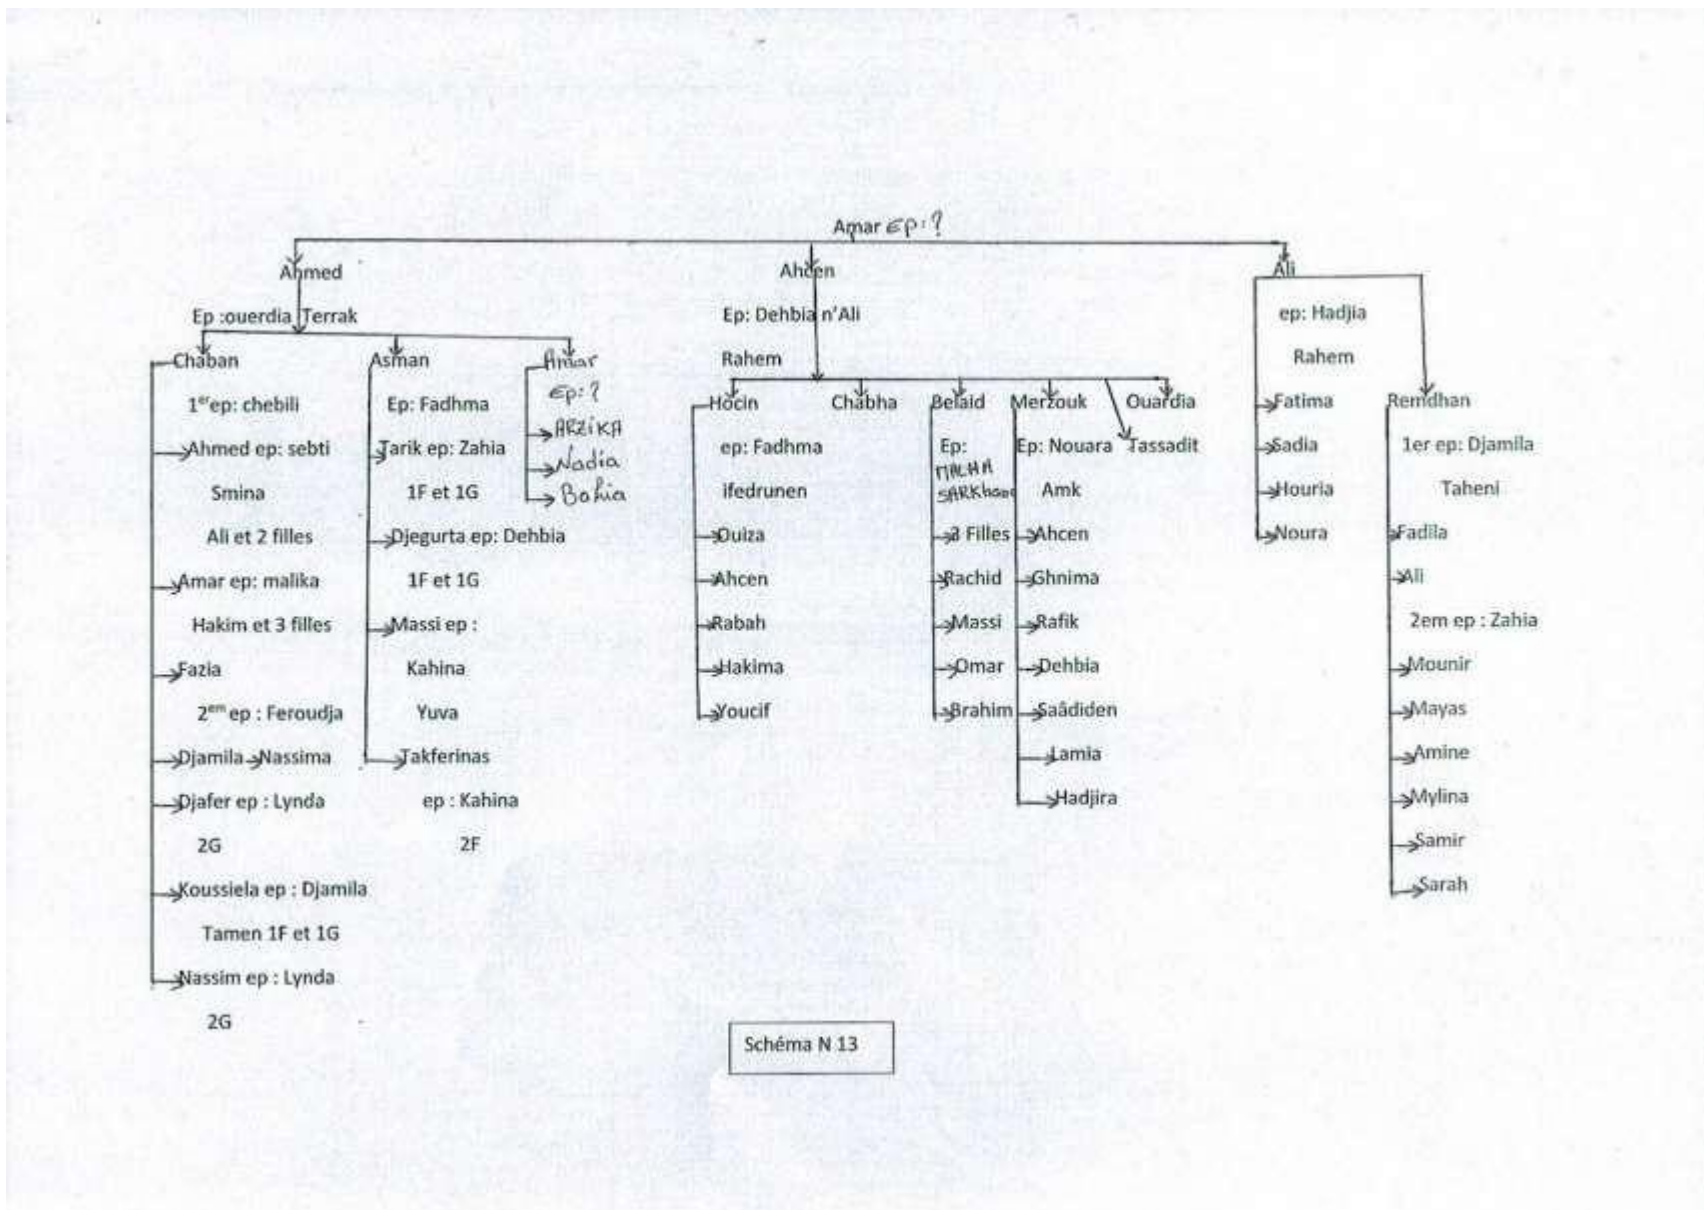 Amar Ep: ?
Ahmed
Ep :ouerdia Terrak
Chaban
1erep: chebili
Ahmed ep: sebti
Smina
Ali et 2 filles
Amar ep: malika
Hakim et 3 filles
Fazia
2em ep : Feroudja
Djamila Nassima
Djafer ep : Lynda
2G
Koussiela ep : Djamila
Tamen 1F et 1G
Nassim ep : Lynda
2G
Asman
Ep: Fadhma
Tarik ep: Zahia
1F et 1G
Djegurta ep: Dehbia
1F et 1G
Massi ep :
Kahina
Yuva
Takferinas
ep : Kahina
2F
Amar
Ep: ?
ARZiKA
Nadia
Bahia
Ahcen
Ep: Dehbia n'Ali
Rahem
Hocin
ep: Fadhma
Ifedrunen
Ouiza
Ahcen
Rabah
Hakima
Youcif
Chabha
Belaid
Ep:
MALHA
3 Filles
Rachid
Massi
Omar
Brahim
Merzouk
Ep: Nouara
Amk
Ahcen
Ghnima
Rafik
Dehbia
Saâdiden
Lamia
Hadjira
Ouardia
Tassadit
Ali
ep: Hadjia
Rahem
Fatima
Sadia
Houria
Noura
Remdhan
1er ep: Djamila
Taheni
Fadila
Ali
2em ep : Zahia
Mounir
Mayas
Amine
Mylina
Samir
Sarah
Schéma N 13